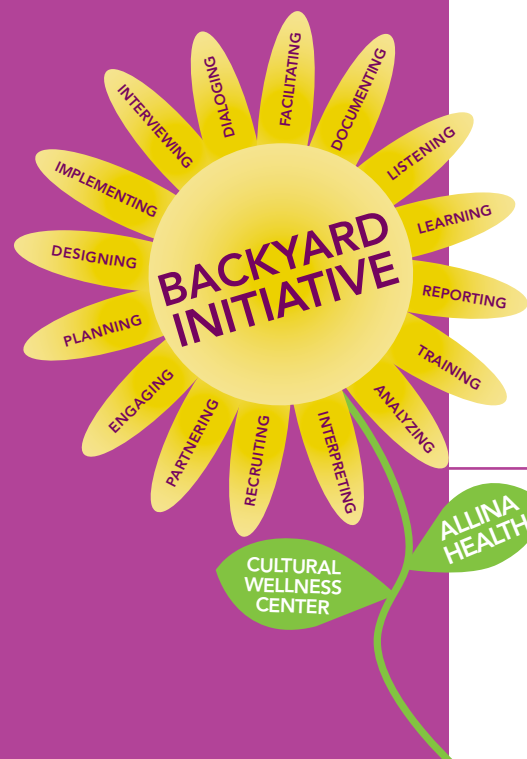 FACILITATING
DOCUMENTING
LISTENING
LEARNING
REPORTING
TRAINING
ANALYZING
INTERPRETING
RECRUITING
PARTNERING
ENGAGING
PLANNING
DESIGNING
IMPLEMENTING
INTERVIEWING
DIALOGING
BACKYARD
INITIATIVE
ALLINA
HEALTH
CULTURAL
WELLNESS
CENTER